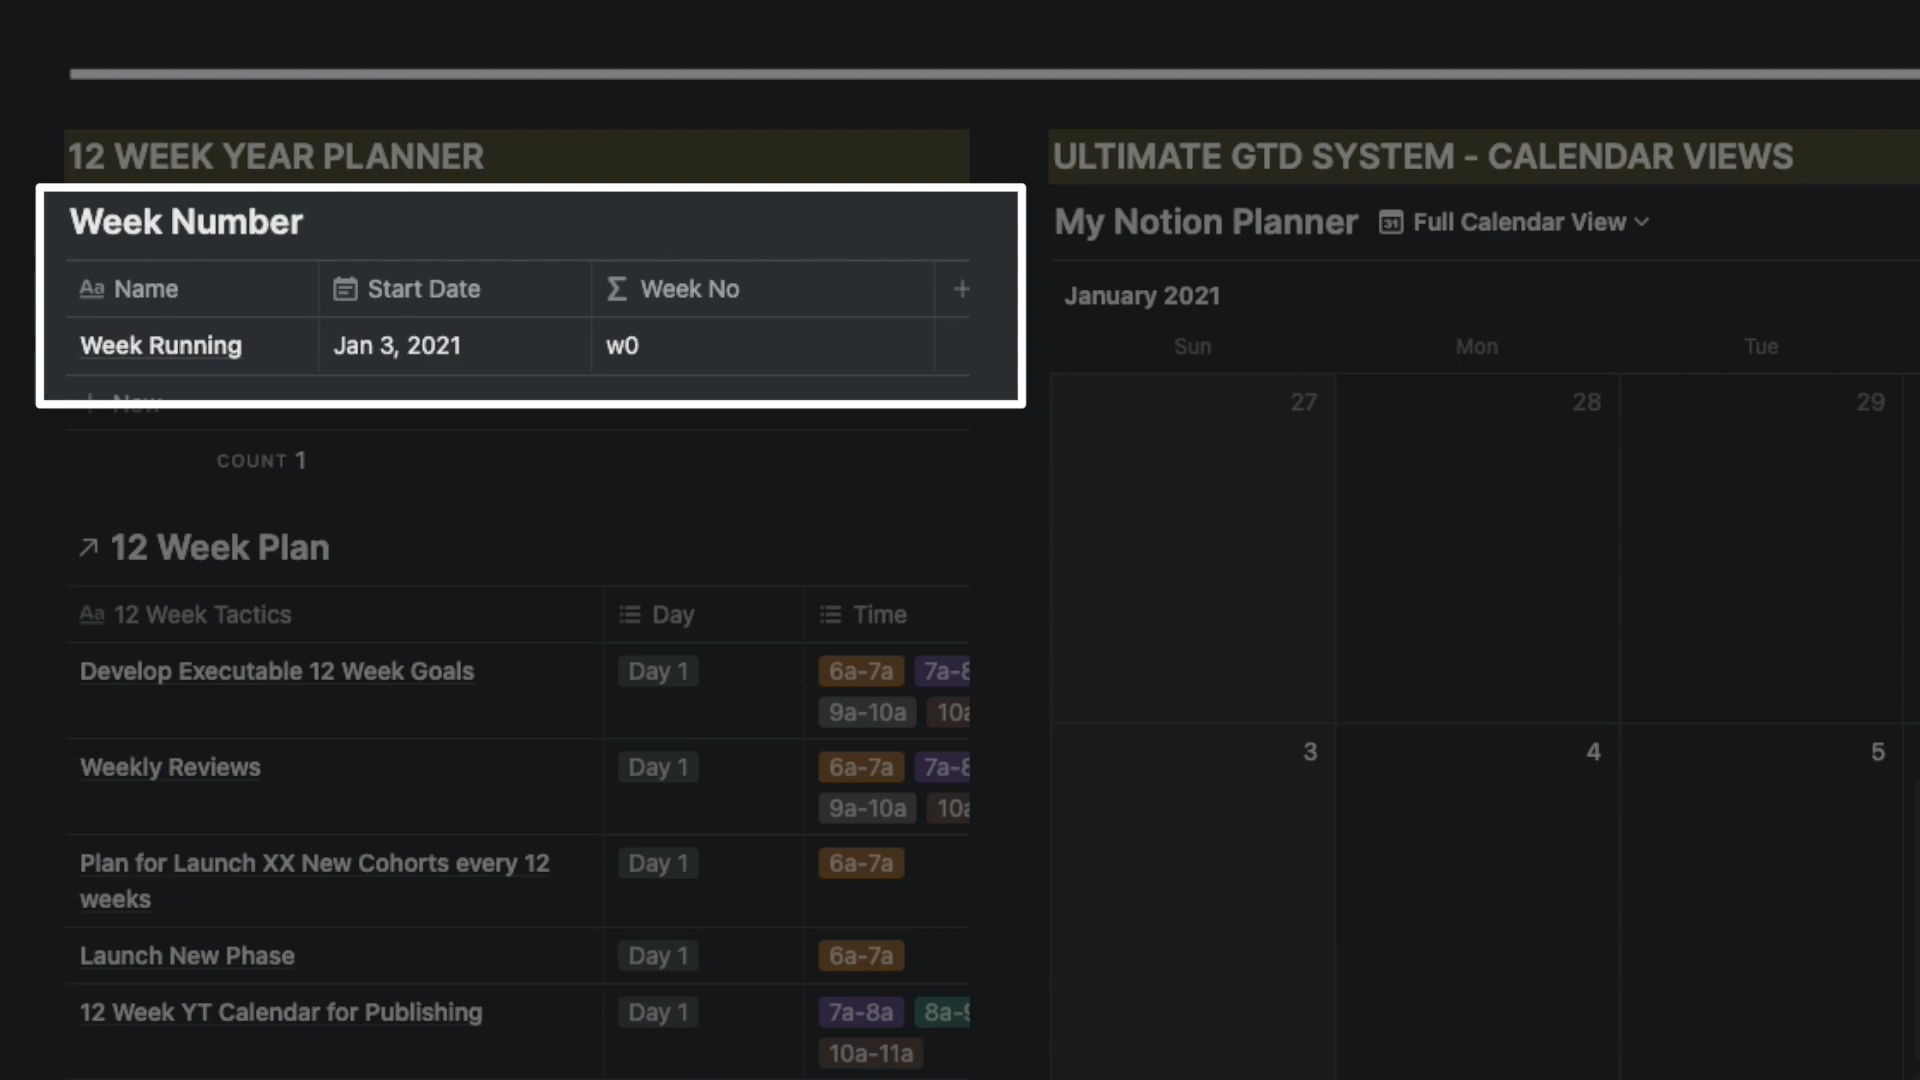 12 WEEK YEAR PLANNER
Week Number
Aa Name Start Date Σ Week No +
Week Running Jan 3, 2021 w0
+ New
COUNT 1
↗ 12 Week Plan
Aa 12 Week Tactics Day Time
Develop Executable 12 Week Goals Day 1 6a-7a
9a-10a
Weekly Reviews Day 1 6a-7a
9a-10a
Plan for Launch XX New Cohorts every 12 Day 1 6a-7a
weeks
Launch New Phase Day 1 6a-7a
12 Week YT Calendar for Publishing Day 1 7a-8a
10a-11a
ULTIMATE GTD SYSTEM - CALENDAR VIEWS
My Notion Planner 31 Full Calendar View
January 2021
Sun Mon Tue
27 28 29
3 4 5